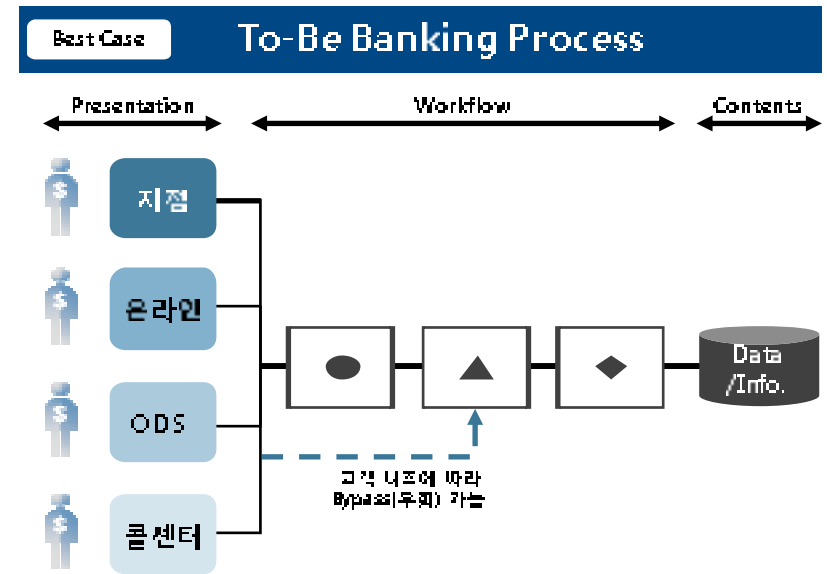 Best Case
To-Be Banking Process
Presentation
Workflow
Contents
지점
온라인
ODS
콜센터
Data
/Info.
고객 니즈에 따라
Bypass(우회) 가능